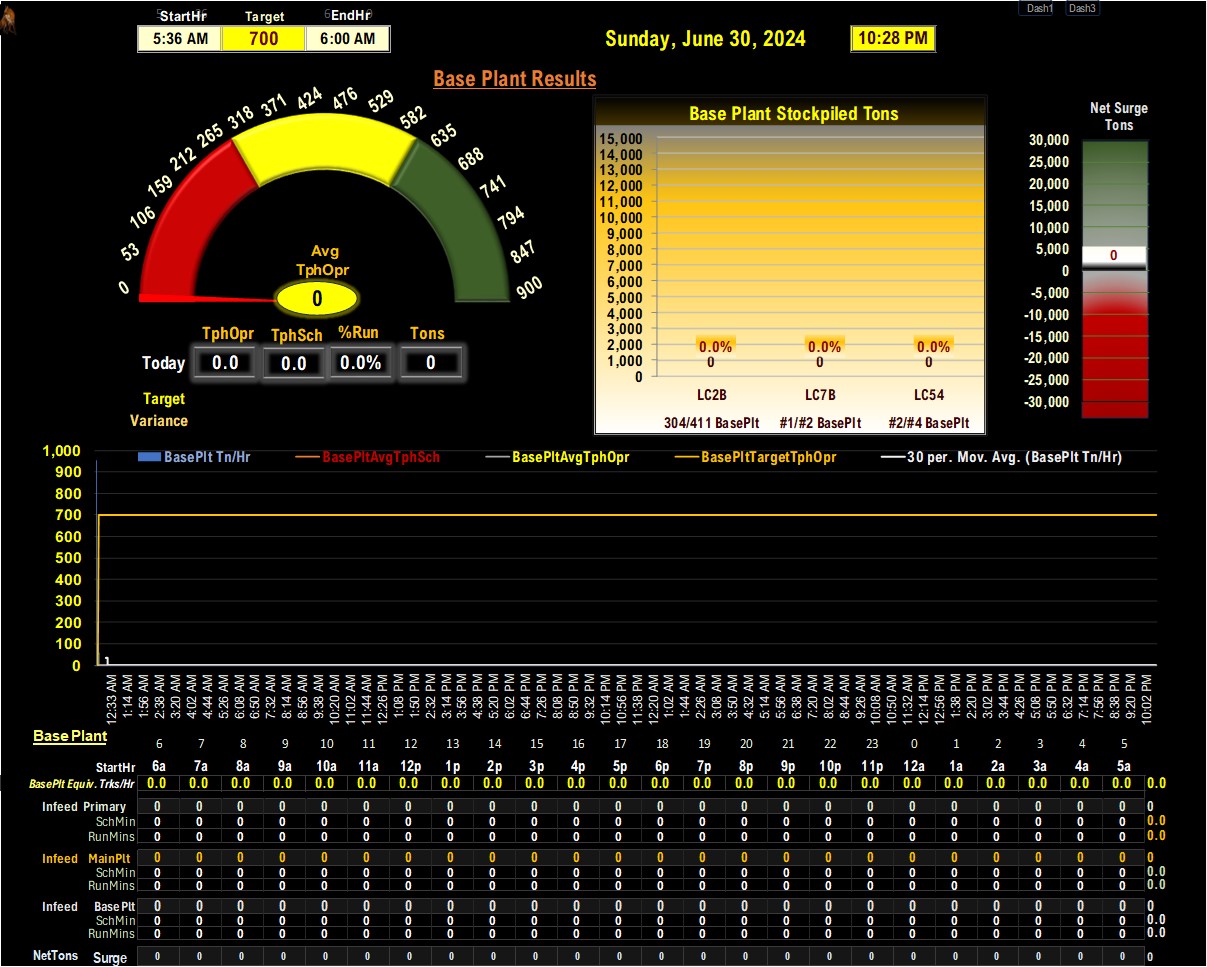 StartHr Target EndHr
5:36 AM 700 6:00 AM
Sunday, June 30, 2024 10:28 PM
Dash1 Dash3
Base Plant Results
0 53 106 159 212 265 318 371 424 476 529 582 635 688 741 794 847 900
Avg
TphOpr
0
TphOpr TphSch %Run Tons
Today 0.0 0.0 0.0% 0
Target
Variance
Base Plant Stockpiled Tons
15,000
14,000
13,000
12,000
11,000
10,000
9,000
8,000
7,000
6,000
5,000
4,000
3,000
2,000
1,000
0
0.0% 0.0% 0.0%
0 0 0
LC2B LC7B LC54
304/411 BasePlt #1/#2 BasePlt #2/#4 BasePlt
Net Surge
Tons
30,000
25,000
20,000
15,000
10,000
5,000
0
0
-5,000
-10,000
-15,000
-20,000
-25,000
-30,000
BasePlt Tn/Hr BasePltAvgTphSch BasePltAvgTphOpr BasePltTargetTphOpr 30 per. Mov. Avg. (BasePlt Tn/Hr)
1,000
900
800
700
600
500
400
300
200
100
0
12:33 AM 1:14 AM 1:56 AM 2:38 AM 3:20 AM 4:02 AM 4:44 AM 5:26 AM 6:08 AM 6:50 AM 7:32 AM 8:14 AM 8:56 AM 9:38 AM 10:20 AM 11:02 AM 11:44 AM 12:26 PM 1:08 PM 1:50 PM 2:32 PM 3:14 PM 3:56 PM 4:38 PM 5:20 PM 6:02 PM 6:44 PM 7:26 PM 8:08 PM 8:50 PM 9:32 PM 10:14 PM 10:56 PM 11:38 PM 12:20 AM 1:02 AM 1:44 AM 2:26 AM 3:08 AM 3:50 AM 4:32 AM 5:14 AM 5:56 AM 6:38 AM 7:20 AM 8:02 AM 8:44 AM 9:26 AM 10:08 AM 10:50 AM 11:32 AM 12:14 PM 12:56 PM 1:38 PM 2:20 PM 3:02 PM 3:44 PM 4:26 PM 5:08 PM 5:50 PM 6:32 PM 7:14 PM 7:56 PM 8:38 PM 9:20 PM 10:02 PM
Base Plant
6 7 8 9 10 11 12 13 14 15 16 17 18 19 20 21 22 23 0 1 2 3 4 5
StartHr 6a 7a 8a 9a 10a 11a 12p 1p 2p 3p 4p 5p 6p 7p 8p 9p 10p 11p 12a 1a 2a 3a 4a 5a
BasePlt Equiv. Trks/Hr 0.0 0.0 0.0 0.0 0.0 0.0 0.0 0.0 0.0 0.0 0.0 0.0 0.0 0.0 0.0 0.0 0.0 0.0 0.0 0.0 0.0 0.0 0.0 0.0 0.0
Infeed Primary 0 0 0 0 0 0 0 0 0 0 0 0 0 0 0 0 0 0 0 0 0 0 0 0 0
SchMin 0 0 0 0 0 0 0 0 0 0 0 0 0 0 0 0 0 0 0 0 0 0 0 0 0.0
RunMins 0 0 0 0 0 0 0 0 0 0 0 0 0 0 0 0 0 0 0 0 0 0 0 0 0.0
Infeed MainPlt 0 0 0 0 0 0 0 0 0 0 0 0 0 0 0 0 0 0 0 0 0 0 0 0 0
SchMin 0 0 0 0 0 0 0 0 0 0 0 0 0 0 0 0 0 0 0 0 0 0 0 0 0.0
RunMins 0 0 0 0 0 0 0 0 0 0 0 0 0 0 0 0 0 0 0 0 0 0 0 0 0.0
Infeed Base Plt 0 0 0 0 0 0 0 0 0 0 0 0 0 0 0 0 0 0 0 0 0 0 0 0 0
SchMin 0 0 0 0 0 0 0 0 0 0 0 0 0 0 0 0 0 0 0 0 0 0 0 0 0.0
RunMins 0 0 0 0 0 0 0 0 0 0 0 0 0 0 0 0 0 0 0 0 0 0 0 0 0.0
NetTons Surge 0 0 0 0 0 0 0 0 0 0 0 0 0 0 0 0 0 0 0 0 0 0 0 0 0